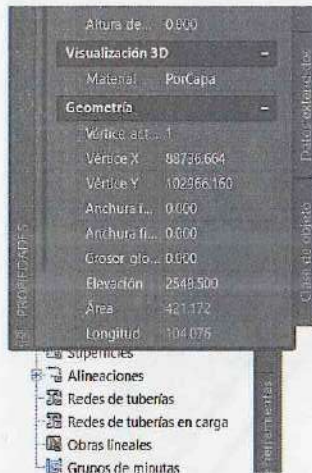 Altura de... 0.000
Visualización 3D
Material PorCapa
Geometría
Vértice act... 1
Vértice X 88736.664
Vértice Y 102966.160
Anchura i... 0.000
Anchura fi... 0.000
Grosor glo... 0.000
Elevación 2548.500
Área 421.172
Longitud 104.076
PROPIEDADES
Datos extendidos
Clase de objeto
Superficies
Alineaciones
Redes de tuberías
Redes de tuberías en carga
Obras lineales
Grupos de minutas
herramientas